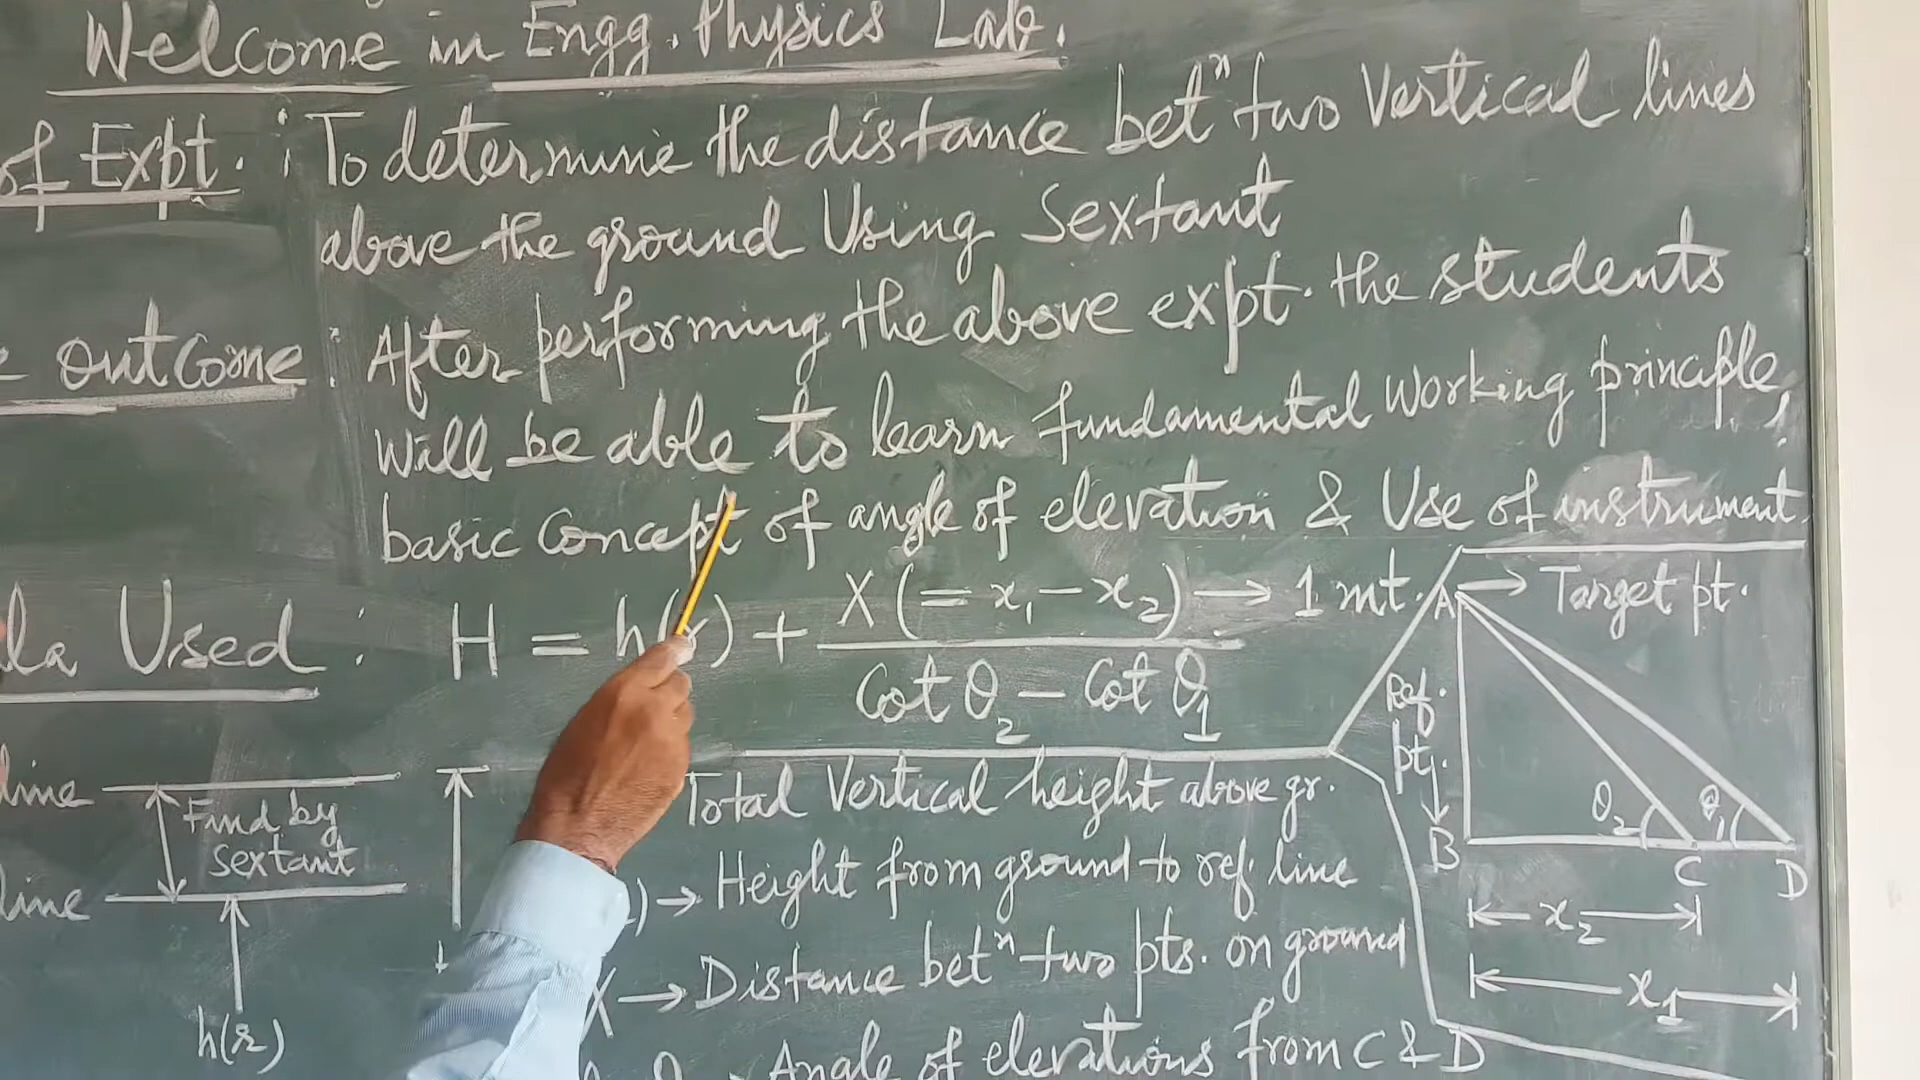 Welcome in Engg. Physics Lab.
of Expt. : To determine the distance betⁿ two Vertical lines
above the ground Using Sextant
outcome : After performing the above expt. the students
Will be able to learn fundamental working principle,
basic Concept of angle of elevation & Use of instrument.
la Used : H = h(r) + X (= x₁ – x₂) → 1 mt.
Cot θ₂ – Cot θ₁
A → Target pt.
Ref. pt.
B
θ₂ θ₁
C D
x₂
x₁
line
Find by
sextant
line
h(r)
Total Vertical height above gr.
) → Height from ground to ref. line
X → Distance betⁿ two pts. on ground
Angle of elevations from C & D